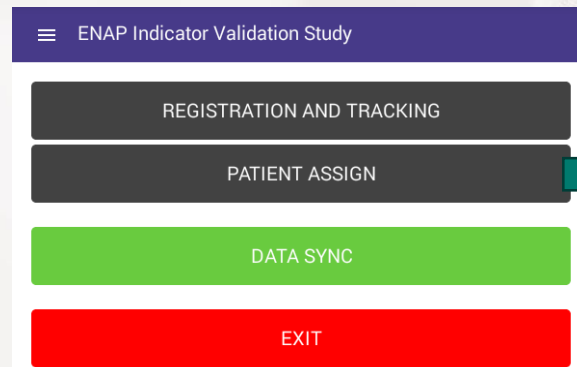 ENAP Indicator Validation Study
REGISTRATION AND TRACKING
PATIENT ASSIGN
DATA SYNC
EXIT